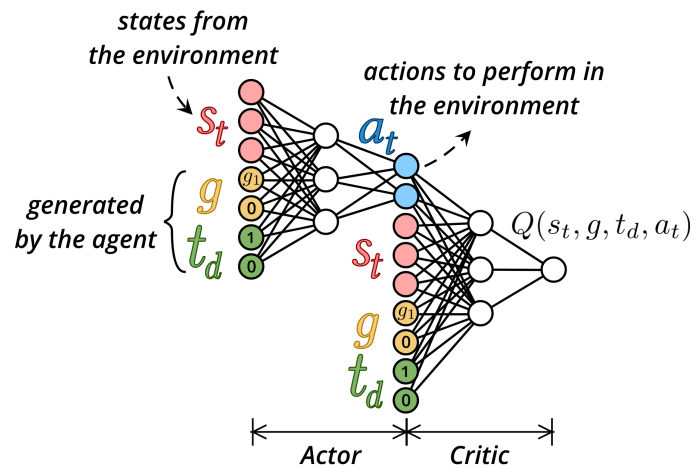 states from
the environment
actions to perform in
the environment
s_t
a_t
g_1
g
0
generated
by the agent
1
t_d
0
Q(s_t, g, t_d, a_t)
s_t
g_1
g
0
1
t_d
0
Actor
Critic